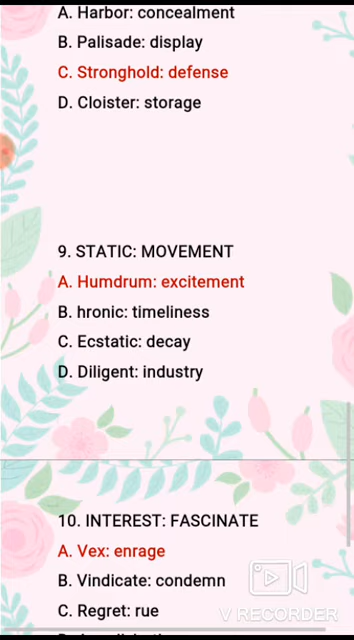 A. Harbor: concealment
B. Palisade: display
C. Stronghold: defense
D. Cloister: storage
9. STATIC: MOVEMENT
A. Humdrum: excitement
B. hronic: timeliness
C. Ecstatic: decay
D. Diligent: industry
10. INTEREST: FASCINATE
A. Vex: enrage
B. Vindicate: condemn
C. Regret: rue
V RECORDER